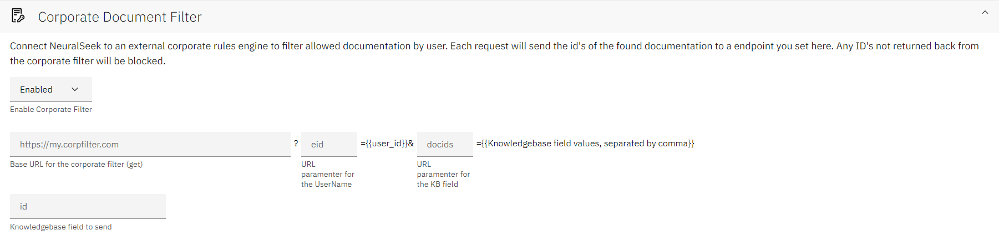 Corporate Document Filter
Connect NeuralSeek to an external corporate rules engine to filter allowed documentation by user. Each request will send the id's of the found documentation to a endpoint you set here. Any ID's not returned back from
the corporate filter will be blocked.
Enabled
Enable Corporate Filter
https://my.corpfilter.com ? eid ={{user_id}}& docids ={{Knowledgebase field values, separated by comma}}
Base URL for the corporate filter (get)
URL
paramenter for
the UserName
URL
paramenter for
the KB field
id
Knowledgebase field to send